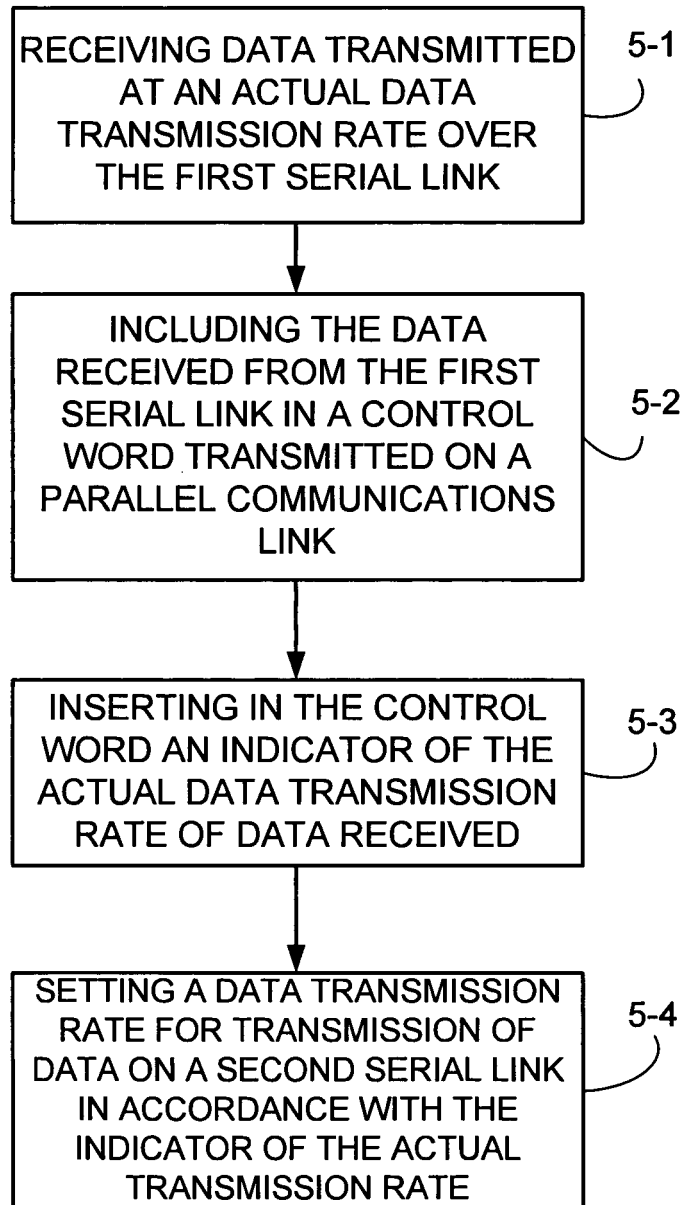 RECEIVING DATA TRANSMITTED
AT AN ACTUAL DATA
TRANSMISSION RATE OVER
THE FIRST SERIAL LINK
5-1
INCLUDING THE DATA
RECEIVED FROM THE FIRST
SERIAL LINK IN A CONTROL
WORD TRANSMITTED ON A
PARALLEL COMMUNICATIONS
LINK
5-2
INSERTING IN THE CONTROL
WORD AN INDICATOR OF THE
ACTUAL DATA TRANSMISSION
RATE OF DATA RECEIVED
5-3
SETTING A DATA TRANSMISSION
RATE FOR TRANSMISSION OF
DATA ON A SECOND SERIAL LINK
IN ACCORDANCE WITH THE
INDICATOR OF THE ACTUAL
TRANSMISSION RATE
5-4